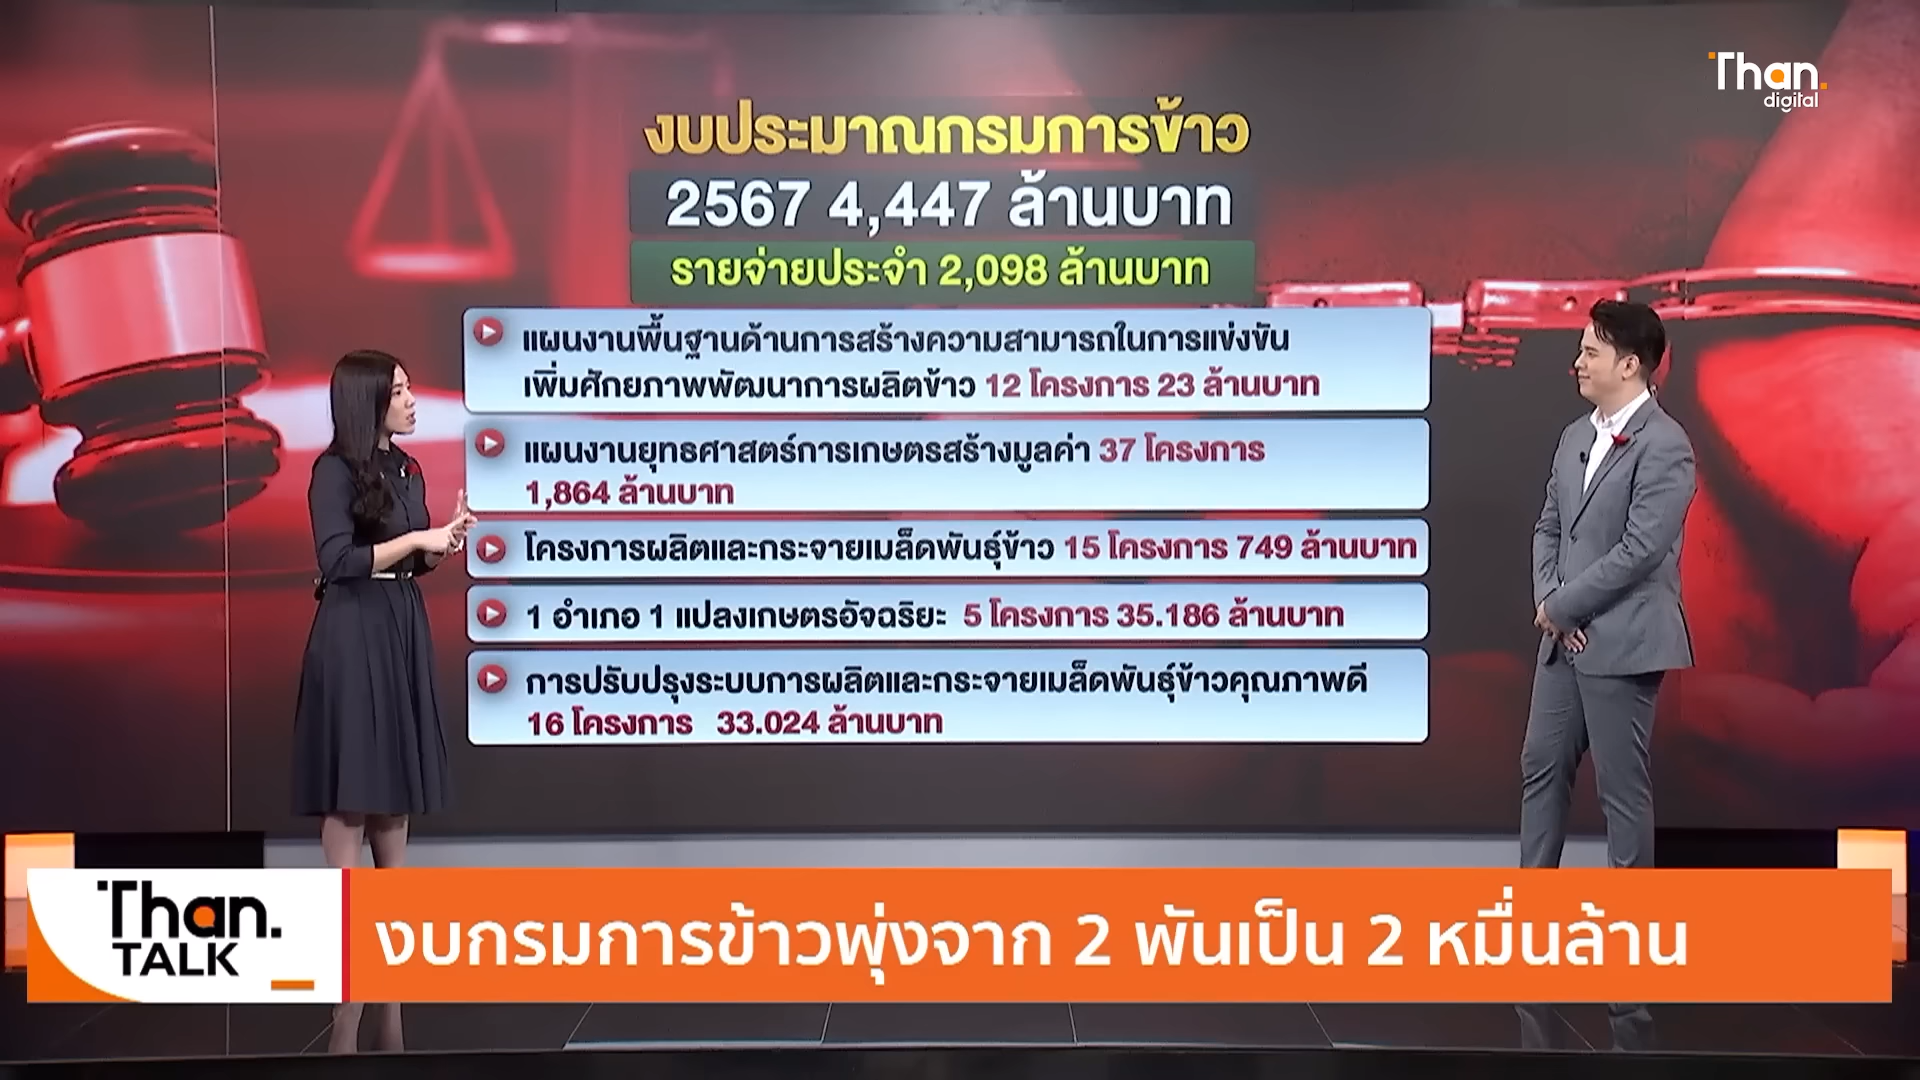 Than.
digital
งบประมาณกรมการข้าว
2567 4,447 ล้านบาท
รายจ่ายประจำ 2,098 ล้านบาท
แผนงานพื้นฐานด้านการสร้างความสามารถในการแข่งขัน
เพิ่มศักยภาพพัฒนาการผลิตข้าว 12 โครงการ 23 ล้านบาท
แผนงานยุทธศาสตร์การเกษตรสร้างมูลค่า 37 โครงการ
1,864 ล้านบาท
โครงการผลิตและกระจายเมล็ดพันธุ์ข้าว 15 โครงการ 749 ล้านบาท
1 อำเภอ 1 แปลงเกษตรอัจฉริยะ 5 โครงการ 35.186 ล้านบาท
การปรับปรุงระบบการผลิตและกระจายเมล็ดพันธุ์ข้าวคุณภาพดี
16 โครงการ 33.024 ล้านบาท
Than.
TALK
งบกรมการข้าวพุ่งจาก 2 พันเป็น 2 หมื่นล้าน